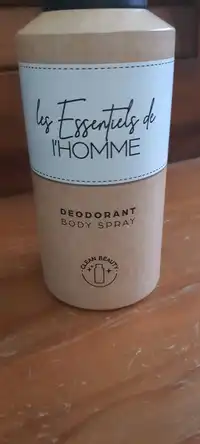 les Essentiels de
l'HOMME
DEODORANT
BODY SPRAY
CLEAN BEAUTY